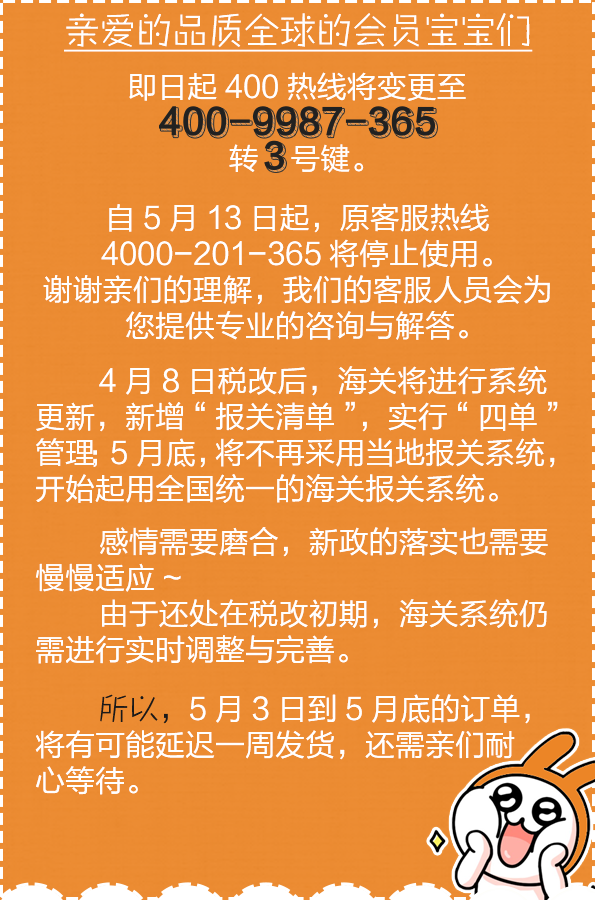 亲爱的品质全球的会员宝宝们
即日起 400 热线将变更至
400-9987-365
转 3 号键。
自 5 月 13 日起，原客服热线
4000-201-365 将停止使用。
谢谢亲们的理解，我们的客服人员会为
您提供专业的咨询与解答。
4 月 8 日税改后，海关将进行系统
更新，新增“报关清单”，实行“四单”
管理; 5 月底, 将不再采用当地报关系统，
开始起用全国统一的海关报关系统。
感情需要磨合，新政的落实也需要
慢慢适应 ~
由于还处在税改初期，海关系统仍
需进行实时调整与完善。
所以，5 月 3 日到 5 月底的订单，
将有可能延迟一周发货，还需亲们耐
心等待。